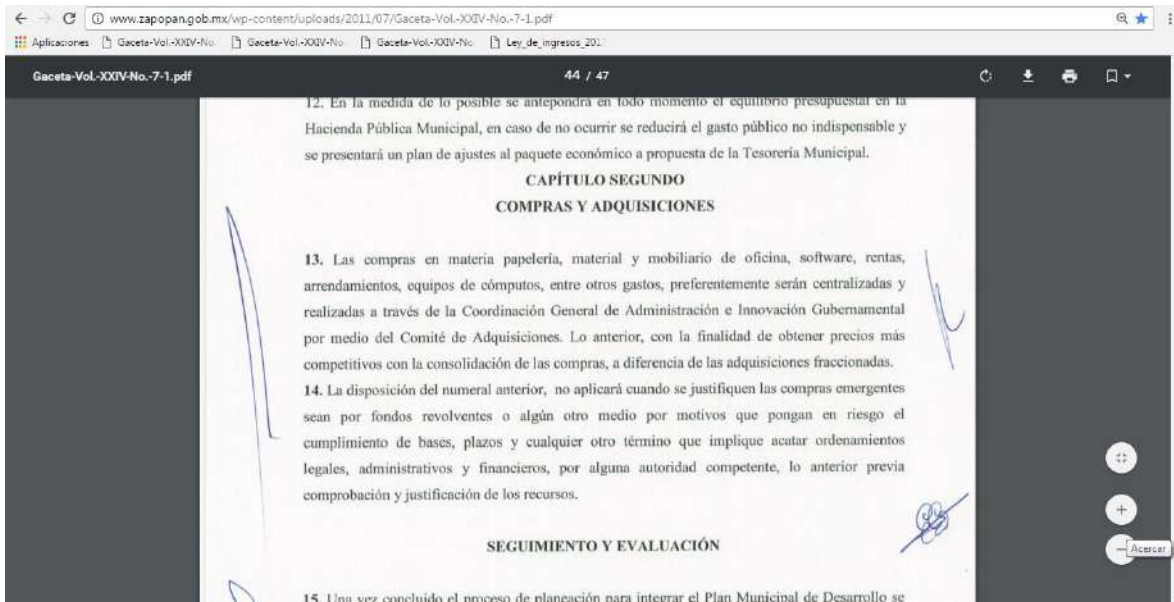 www.zapopan.gob.mx/wp-content/uploads/2011/07/Gaceta-Vol.-XXIV-No.-7-1.pdf
Aplicaciones Gaceta-Vol.-XXIV-No. Gaceta-Vol.-XXIV-No. Gaceta-Vol.-XXIV-No. Ley_de_ingresos_201
Gaceta-Vol.-XXIV-No.-7-1.pdf 44 / 47
12. En la medida de lo posible se antepondrá en todo momento el equilibrio presupuestal en la
Hacienda Pública Municipal, en caso de no ocurrir se reducirá el gasto público no indispensable y
se presentará un plan de ajustes al paquete económico a propuesta de la Tesorería Municipal.
CAPÍTULO SEGUNDO
COMPRAS Y ADQUISICIONES
13. Las compras en materia papelería, material y mobiliario de oficina, software, rentas,
arrendamientos, equipos de cómputos, entre otros gastos, preferentemente serán centralizadas y
realizadas a través de la Coordinación General de Administración e Innovación Gubernamental
por medio del Comité de Adquisiciones. Lo anterior, con la finalidad de obtener precios más
competitivos con la consolidación de las compras, a diferencia de las adquisiciones fraccionadas.
14. La disposición del numeral anterior, no aplicará cuando se justifiquen las compras emergentes
sean por fondos revolventes o algún otro medio por motivos que pongan en riesgo el
cumplimiento de bases, plazos y cualquier otro término que implique acatar ordenamientos
legales, administrativos y financieros, por alguna autoridad competente, lo anterior previa
comprobación y justificación de los recursos.
Acercar
SEGUIMIENTO Y EVALUACIÓN
15. Una vez concluido el proceso de planeación para integrar el Plan Municipal de Desarrollo se